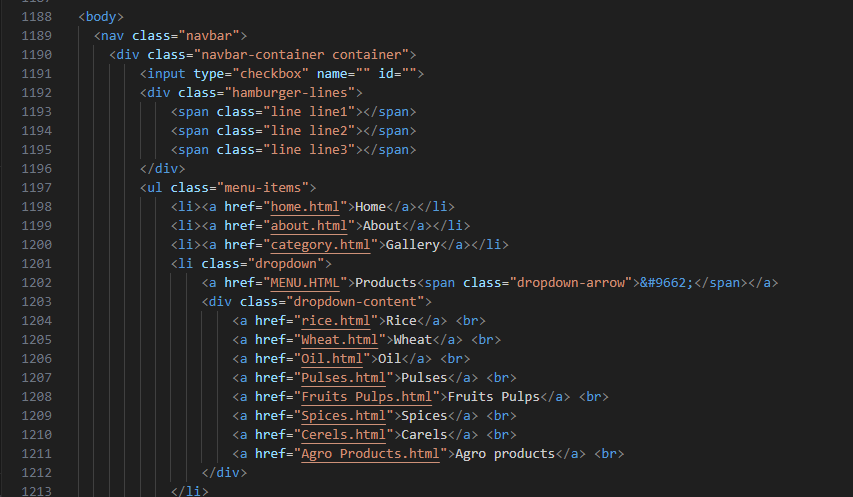 1188 <body>
1189 <nav class="navbar">
1190 <div class="navbar-container container">
1191 <input type="checkbox" name="" id="">
1192 <div class="hamburger-lines">
1193 <span class="line line1"></span>
1194 <span class="line line2"></span>
1195 <span class="line line3"></span>
1196 </div>
1197 <ul class="menu-items">
1198 <li><a href="home.html">Home</a></li>
1199 <li><a href="about.html">About</a></li>
1200 <li><a href="category.html">Gallery</a></li>
1201 <li class="dropdown">
1202 <a href="MENU.HTML">Products<span class="dropdown-arrow">&#9662;</span></a>
1203 <div class="dropdown-content">
1204 <a href="rice.html">Rice</a> <br>
1205 <a href="Wheat.html">Wheat</a> <br>
1206 <a href="Oil.html">Oil</a> <br>
1207 <a href="Pulses.html">Pulses</a> <br>
1208 <a href="Fruits Pulps.html">Fruits Pulps</a> <br>
1209 <a href="Spices.html">Spices</a> <br>
1210 <a href="Cerels.html">Carels</a> <br>
1211 <a href="Agro Products.html">Agro products</a> <br>
1212 </div>
1213 </li>